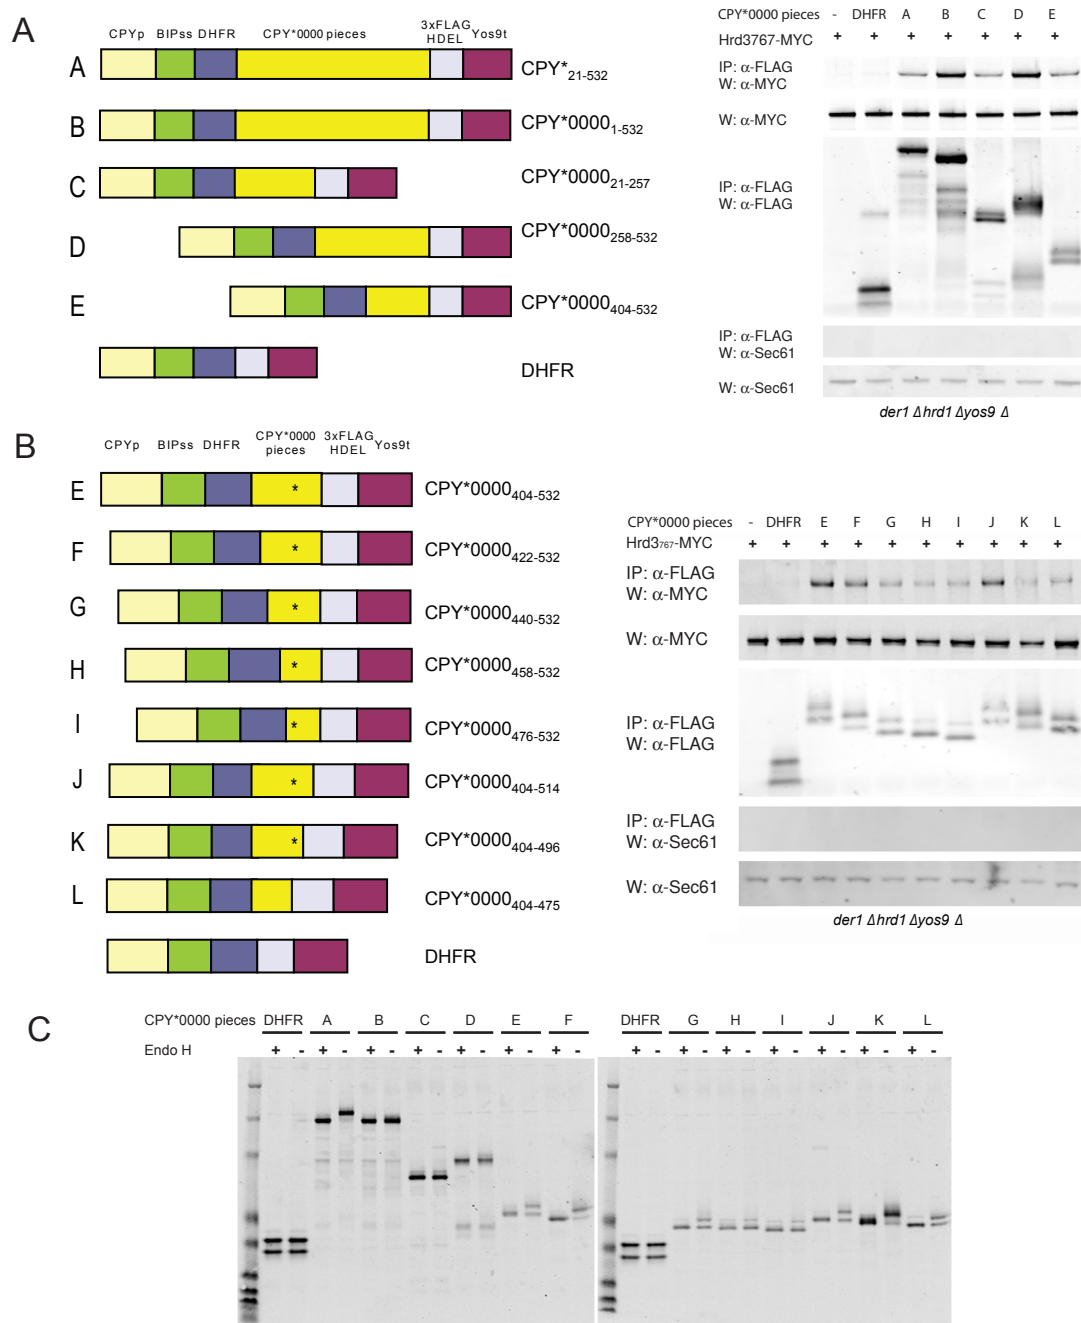 A
CPYp BIPss DHFR CPY*0000 pieces 3xFLAG HDEL Yos9t
A CPY*21-532
B CPY*00001-532
C CPY*000021-257
D CPY*0000258-532
E CPY*0000404-532
DHFR
CPY*0000 pieces - DHFR A B C D E
Hrd3767-MYC + + + + + + +
IP: α-FLAG
W: α-MYC
W: α-MYC
IP: α-FLAG
W: α-FLAG
IP: α-FLAG
W: α-Sec61
W: α-Sec61
der1 Δhrd1 Δyos9 Δ
B
CPYp BIPss DHFR CPY*0000 pieces 3xFLAG HDEL Yos9t
E * CPY*0000404-532
F * CPY*0000422-532
G * CPY*0000440-532
H * CPY*0000458-532
I * CPY*0000476-532
J * CPY*0000404-514
K * CPY*0000404-496
L CPY*0000404-475
DHFR
CPY*0000 pieces - DHFR E F G H I J K L
Hrd3767-MYC + + + + + + + + + +
IP: α-FLAG
W: α-MYC
W: α-MYC
IP: α-FLAG
W: α-FLAG
IP: α-FLAG
W: α-Sec61
W: α-Sec61
der1 Δhrd1 Δyos9 Δ
C
CPY*0000 pieces DHFR A B C D E F DHFR G H I J K L
Endo H + - + - + - + - + - + - + - + - + - + - + - + - + - + -